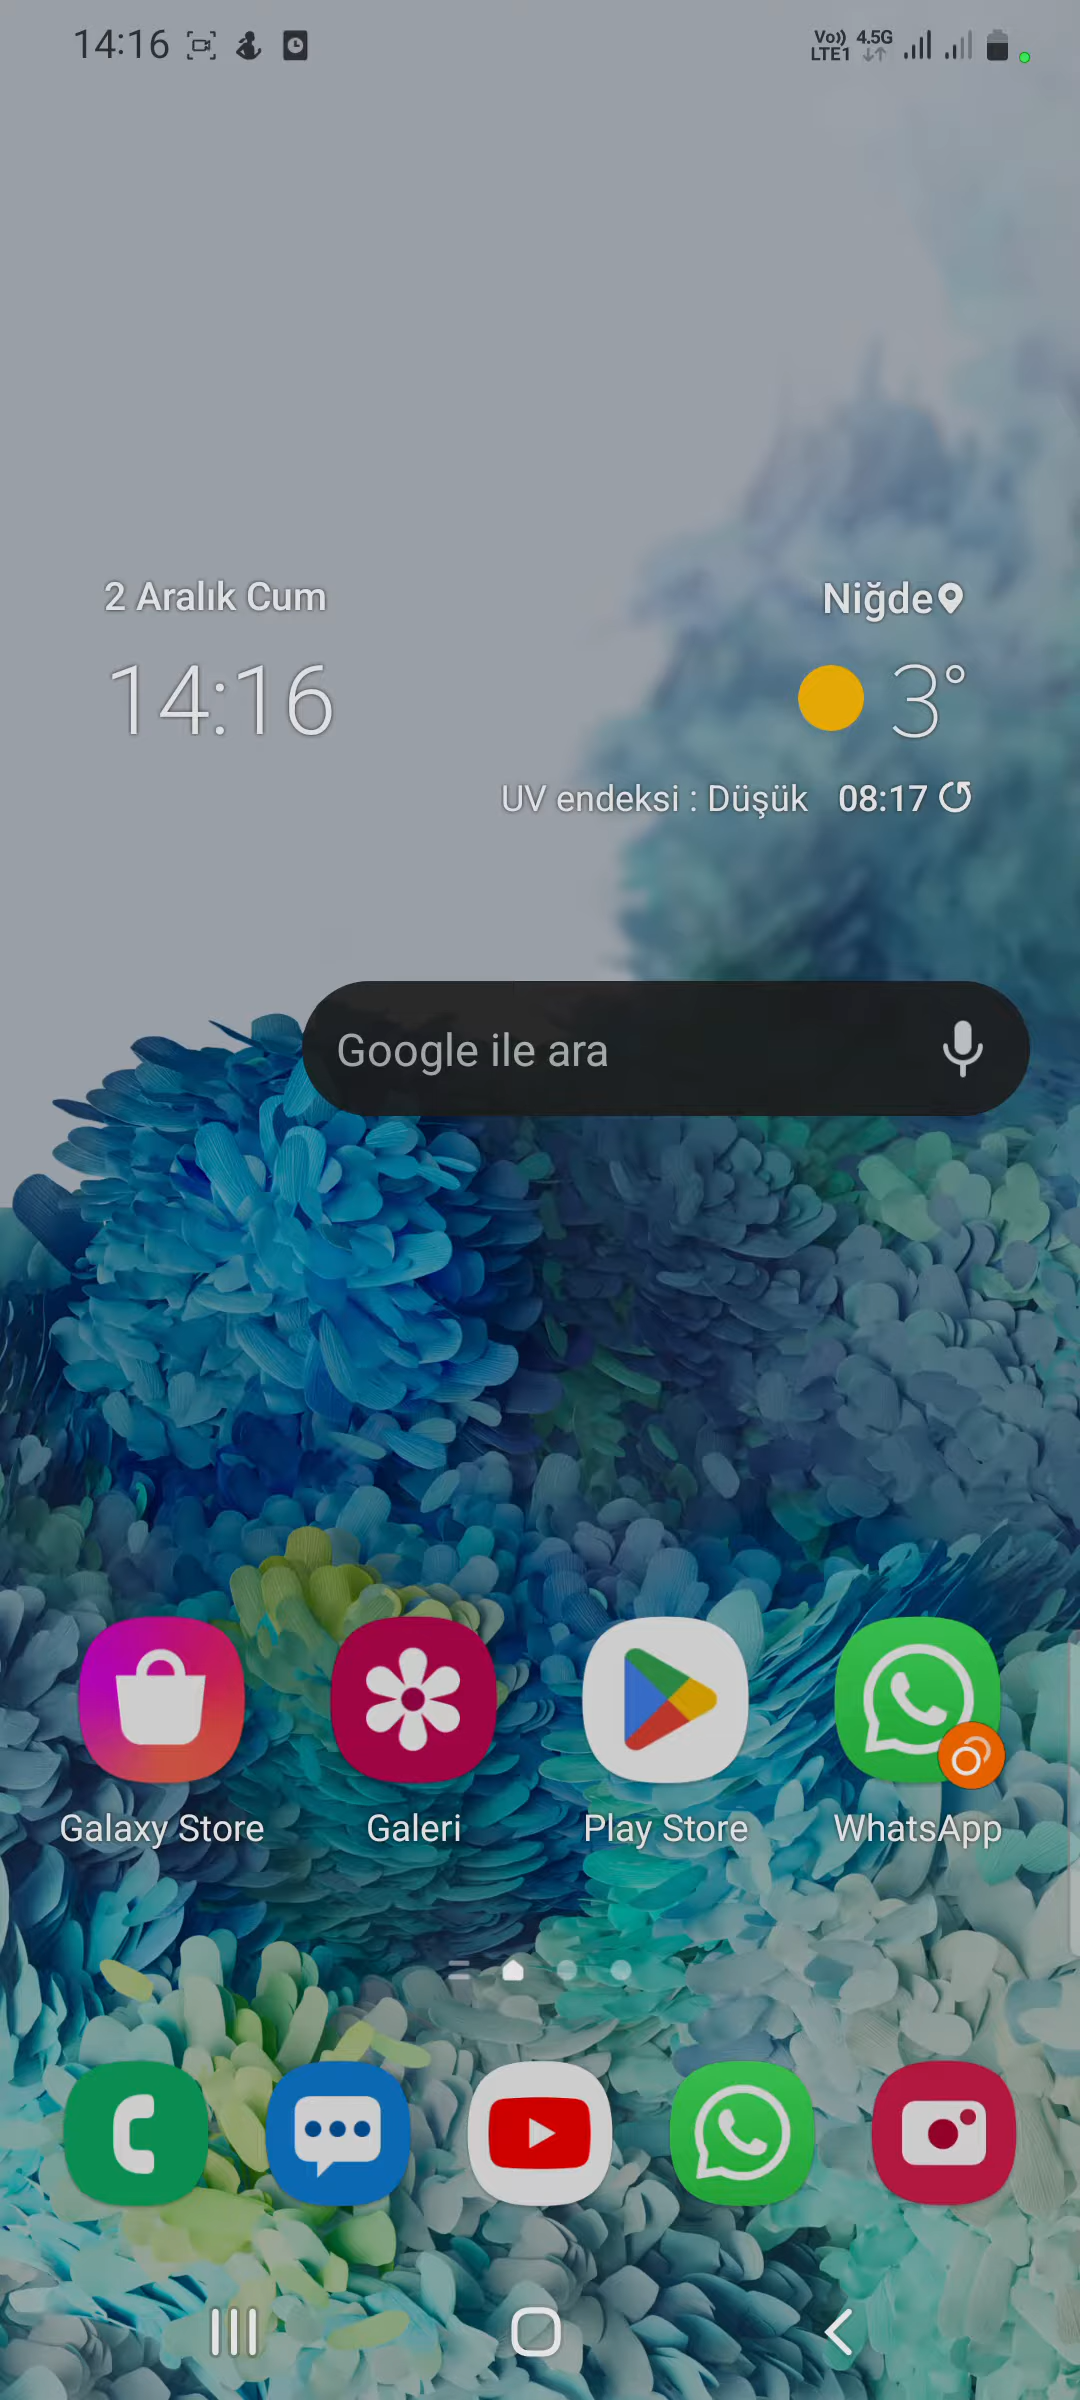 14:16
Vo)) 4.5G
LTE1
2 Aralık Cum
Niğde
14:16
3°
UV endeksi : Düşük 08:17
Google ile ara
Galaxy Store
Galeri
Play Store
WhatsApp